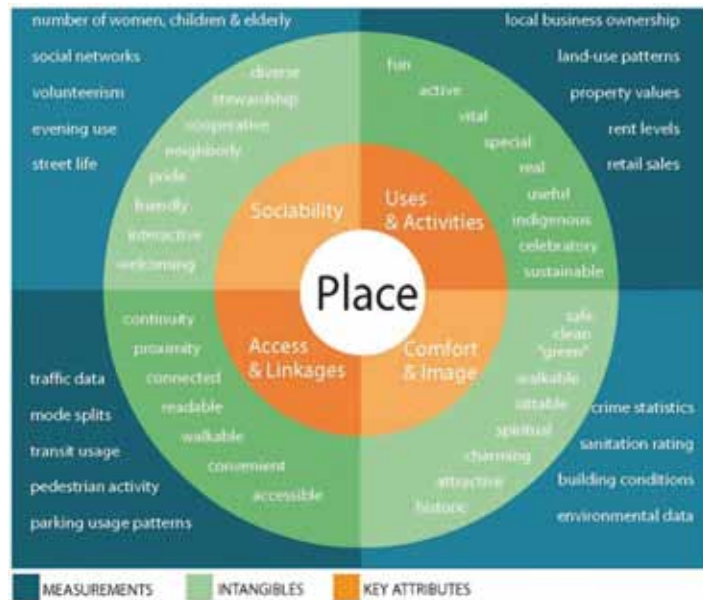 number of women, children & elderly
social networks
volunteerism
evening use
street life
diverse
stewardship
cooperative
neighborly
pride
friendly
interactive
welcoming
Sociability
fun
active
vital
special
real
useful
indigenous
celebratory
sustainable
Uses
& Activities
local business ownership
land-use patterns
property values
rent levels
retail sales
Place
traffic data
mode splits
transit usage
pedestrian activity
parking usage patterns
continuity
proximity
connected
readable
walkable
convenient
accessible
Access
& Linkages
Comfort
& Image
safe
clean
"green"
walkable
sittable
spiritual
charming
attractive
historic
crime statistics
sanitation rating
building conditions
environmental data
MEASUREMENTS
INTANGIBLES
KEY ATTRIBUTES